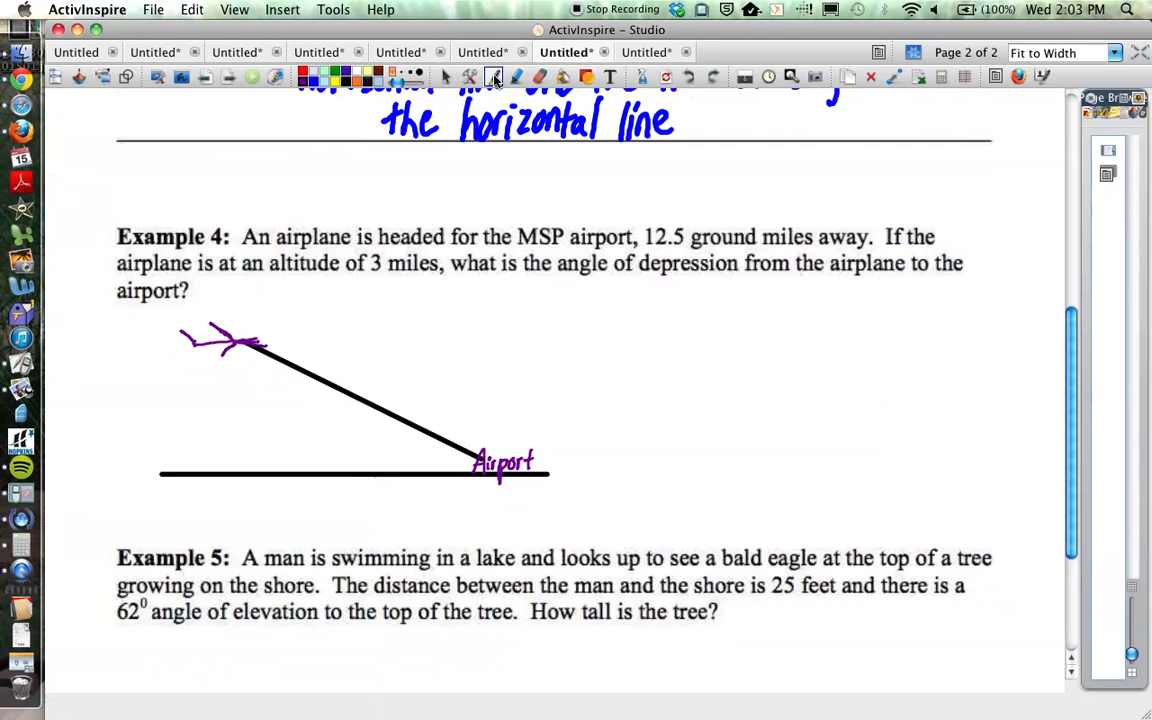 ActivInspire File Edit View Insert Tools Help Stop Recording (100%) Wed 2:03 PM
ActivInspire – Studio
Untitled Untitled* Untitled* Untitled* Untitled* Untitled* Untitled* Untitled* Page 2 of 2 Fit to Width
Page Brow
the horizontal line
Example 4: An airplane is headed for the MSP airport, 12.5 ground miles away. If the
airplane is at an altitude of 3 miles, what is the angle of depression from the airplane to the
airport?
Airport
Example 5: A man is swimming in a lake and looks up to see a bald eagle at the top of a tree
growing on the shore. The distance between the man and the shore is 25 feet and there is a
62⁰ angle of elevation to the top of the tree. How tall is the tree?